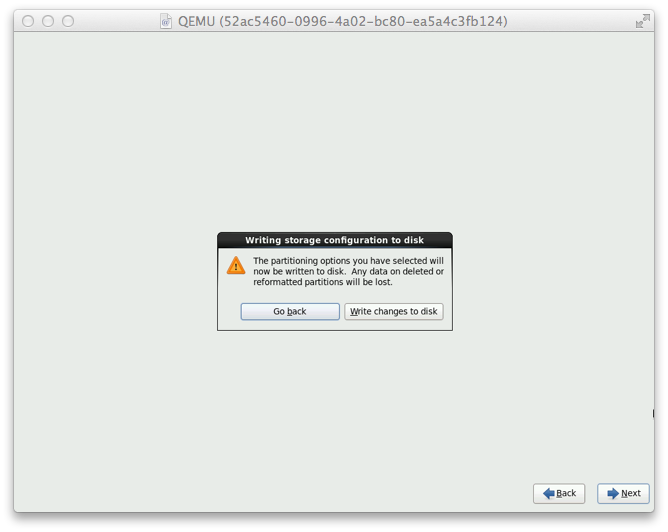 QEMU (52ac5460-0996-4a02-bc80-ea5a4c3fb124)
Writing storage configuration to disk
The partitioning options you have selected will
now be written to disk.  Any data on deleted or
reformatted partitions will be lost.
Go back
Write changes to disk
Back
Next